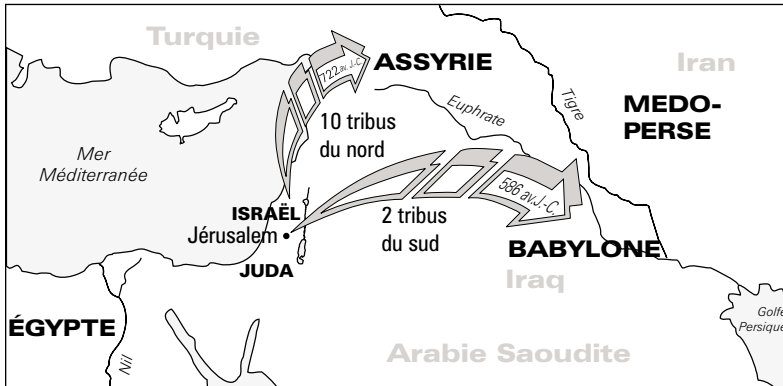 Turquie
722 av. J.-C.
ASSYRIE
Iran
Euphrate
Tigre
MEDO-
PERSE
10 tribus
du nord
Mer
Méditerranée
586 av.J.-C.
ISRAËL
2 tribus
du sud
Jérusalem
BABYLONE
JUDA
Iraq
ÉGYPTE
Golfe
Persique
Nil
Arabie Saoudite